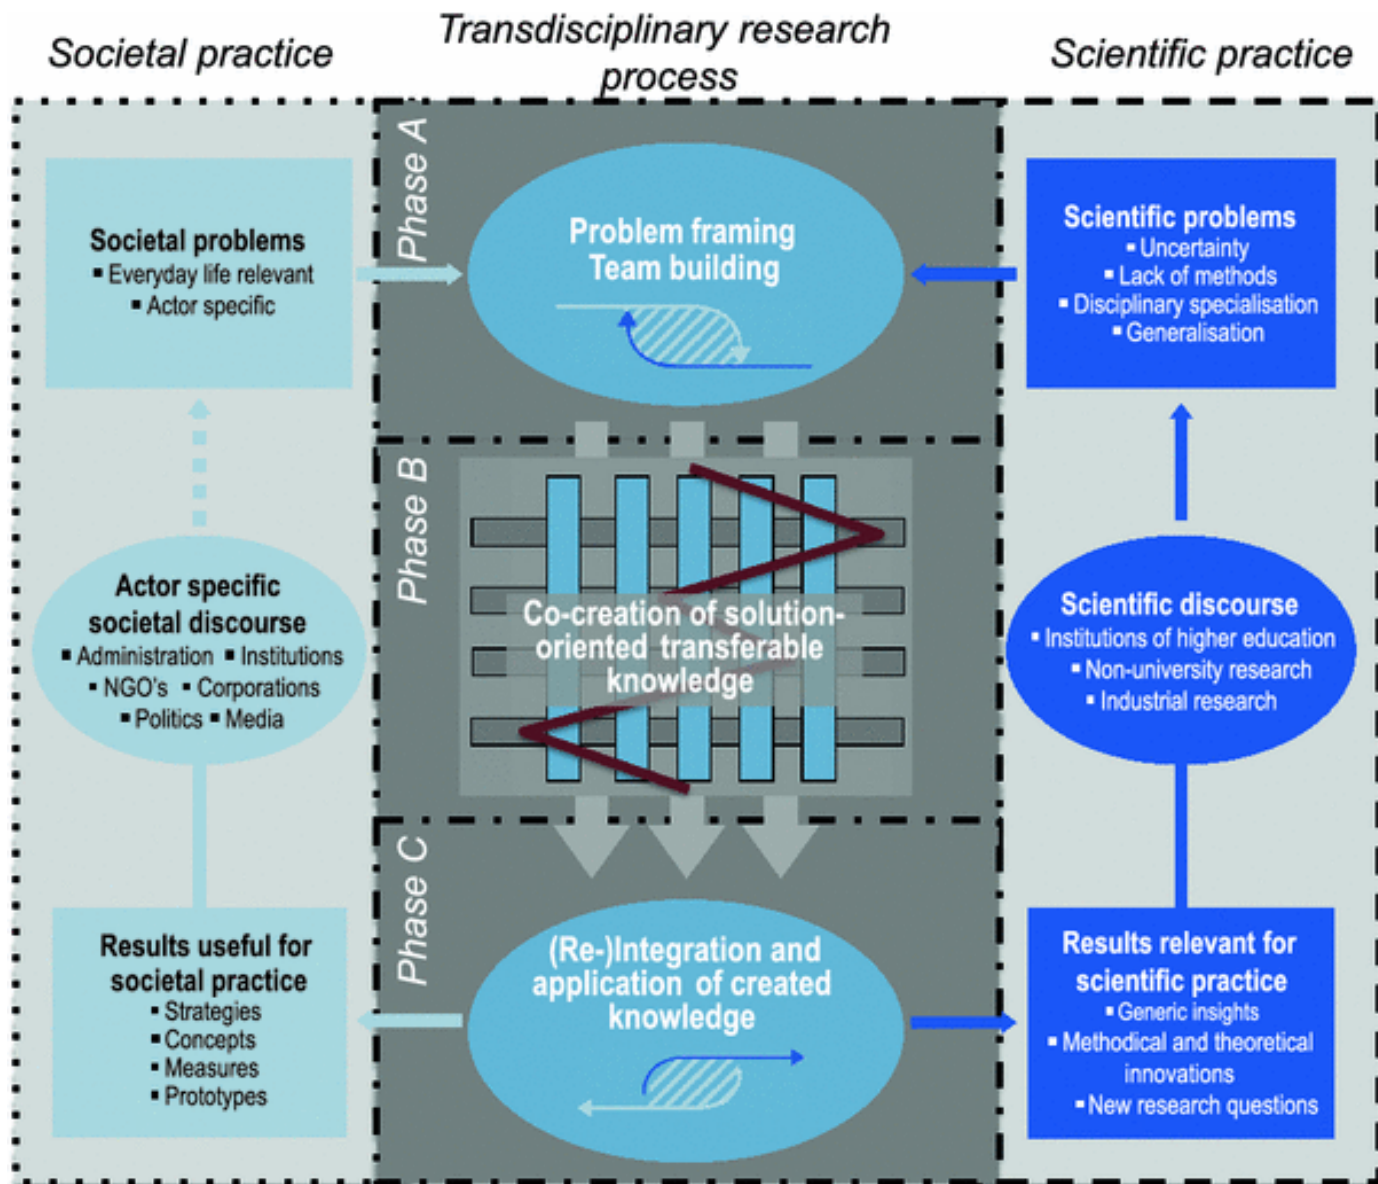 Societal practice
Transdisciplinary research
process
Scientific practice
Societal problems
▪ Everyday life relevant
▪ Actor specific
Actor specific
societal discourse
▪ Administration ▪ Institutions
▪ NGO's ▪ Corporations
▪ Politics ▪ Media
Results useful for
societal practice
▪ Strategies
▪ Concepts
▪ Measures
▪ Prototypes
Phase A
Problem framing
Team building
Phase B
Co-creation of solution-
oriented transferable
knowledge
Phase C
(Re-)Integration and
application of created
knowledge
Scientific problems
▪ Uncertainty
▪ Lack of methods
▪ Disciplinary specialisation
▪ Generalisation
Scientific discourse
▪ Institutions of higher education
▪ Non-university research
▪ Industrial research
Results relevant for
scientific practice
▪ Generic insights
▪ Methodical and theoretical
innovations
▪ New research questions